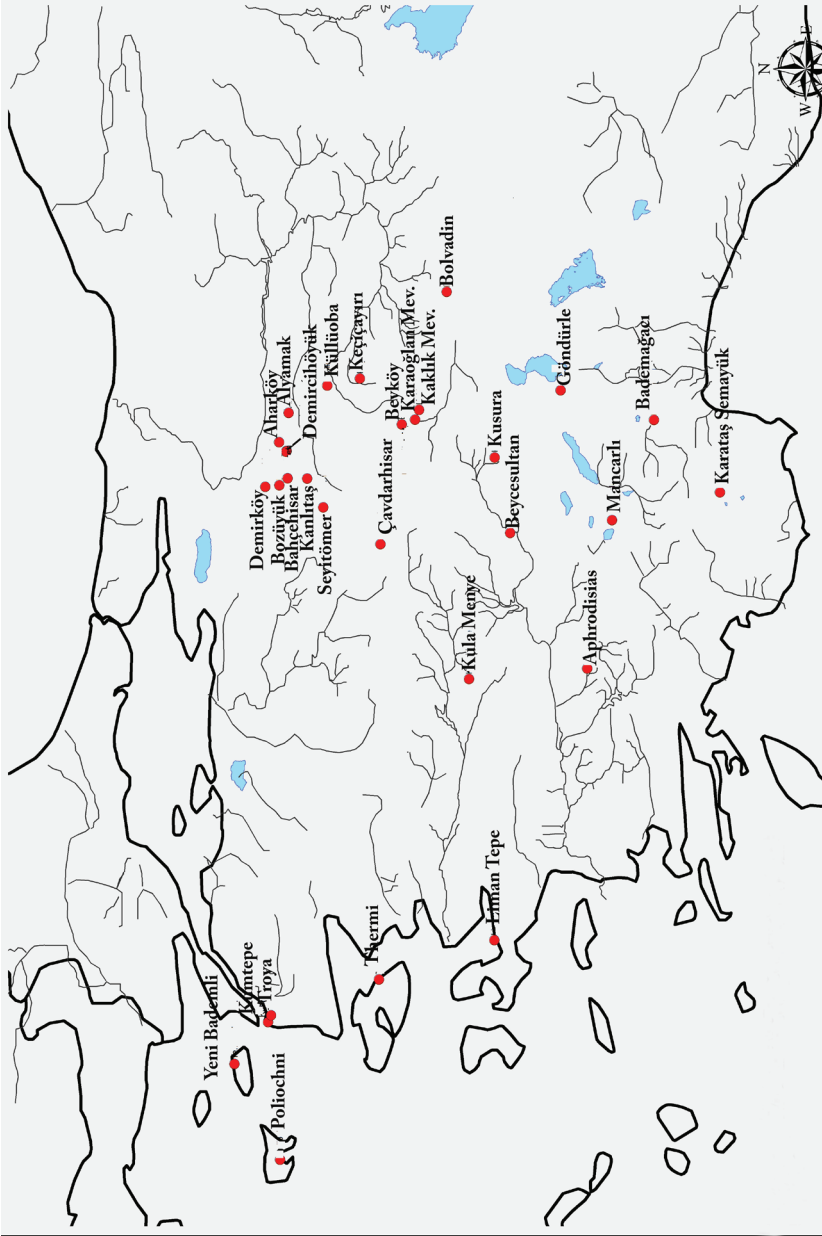 N
E
W
Bolvadin
Aharköy
Alyamak
Demircihöyük
Küllüoba
Keçiçayırı
Beyköy
Karaoğlan Mev.
Kaklık Mev.
Göndürle
Bademağacı
Karataş Semayük
Kusura
Beycesultan
Mancarlı
Demirköy
Bozüyük
Bahçehisar
Kanlıtaş
Seyitömer
Çavdarhisar
Kula Menye
Aphrodisias
Liman Tepe
Thermi
Yeni Bademli
Kumtepe
Troya
Poliochni